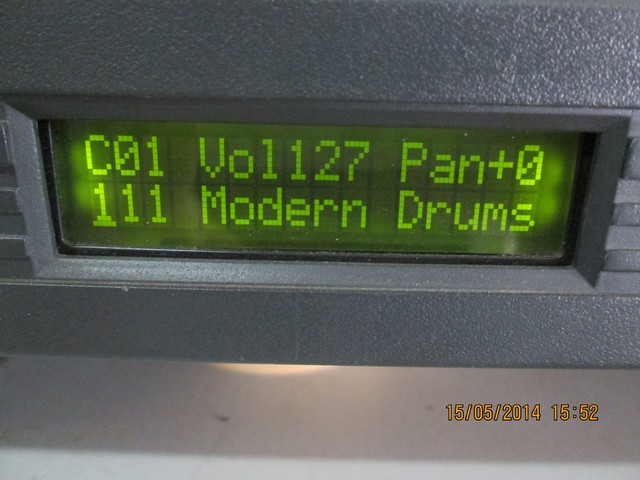 C01 Vol127 Pan+0
111 Modern Drums
15/05/2014 15:52